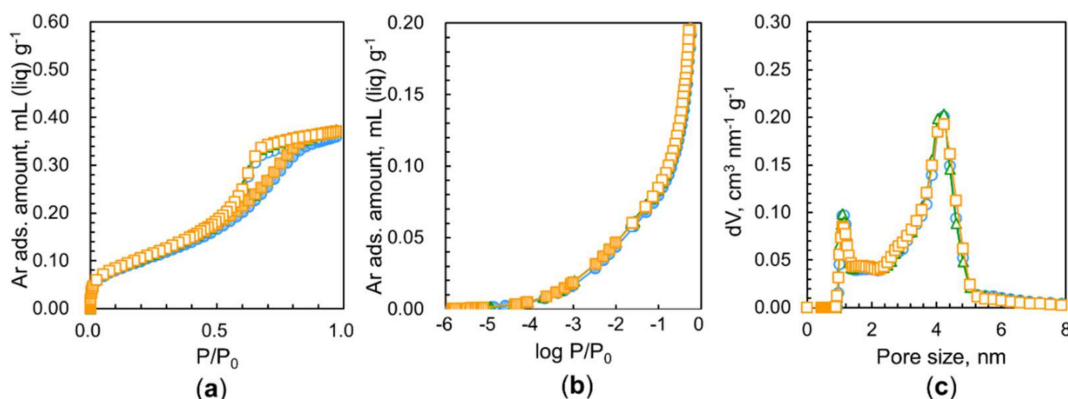 0.60
0.50
0.40
0.30
0.20
0.10
0.00
0.0 0.5 1.0
Ar ads. amount, mL (liq) g⁻¹
P/P₀
(a)
0.20
0.15
0.10
0.05
0.00
-6 -5 -4 -3 -2 -1 0
Ar ads. amount, mL (liq) g⁻¹
log P/P₀
(b)
0.30
0.25
0.20
0.15
0.10
0.05
0.00
0 2 4 6 8
dV, cm³ nm⁻¹ g⁻¹
Pore size, nm
(c)